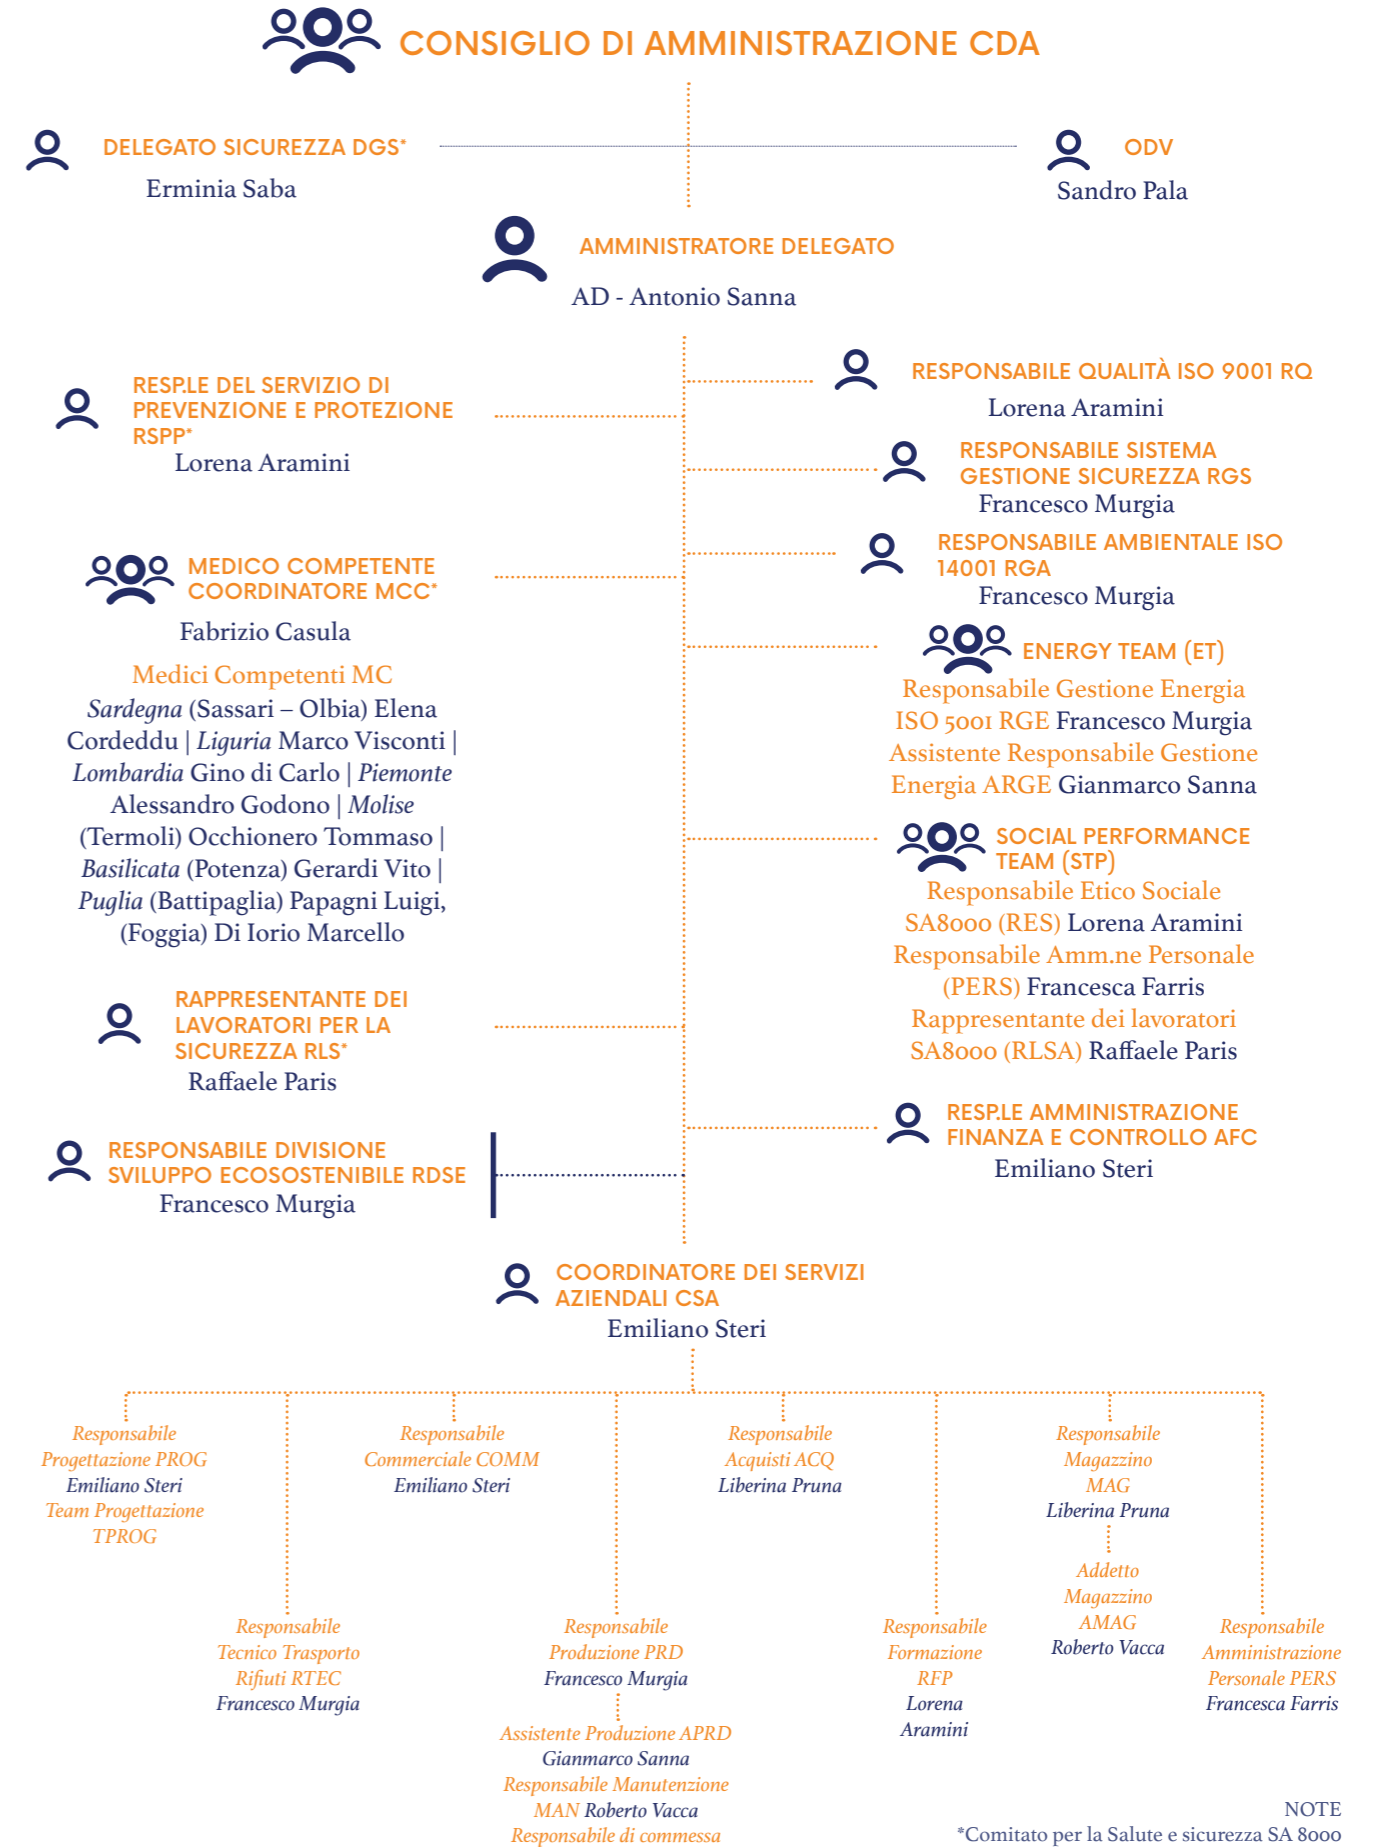 CONSIGLIO DI AMMINISTRAZIONE CDA
DELEGATO SICUREZZA DGS*
Erminia Saba
ODV
Sandro Pala
AMMINISTRATORE DELEGATO
AD - Antonio Sanna
RESP.LE DEL SERVIZIO DI
PREVENZIONE E PROTEZIONE
RSPP*
Lorena Aramini
MEDICO COMPETENTE
COORDINATORE MCC*
Fabrizio Casula
Medici Competenti MC
Sardegna (Sassari – Olbia) Elena
Cordeddu | Liguria Marco Visconti |
Lombardia Gino di Carlo | Piemonte
Alessandro Godono | Molise
(Termoli) Occhionero Tommaso |
Basilicata (Potenza) Gerardi Vito |
Puglia (Battipaglia) Papagni Luigi,
(Foggia) Di Iorio Marcello
RAPPRESENTANTE DEI
LAVORATORI PER LA
SICUREZZA RLS*
Raffaele Paris
RESPONSABILE DIVISIONE
SVILUPPO ECOSOSTENIBILE RDSE
Francesco Murgia
RESPONSABILE QUALITÀ ISO 9001 RQ
Lorena Aramini
RESPONSABILE SISTEMA
GESTIONE SICUREZZA RGS
Francesco Murgia
RESPONSABILE AMBIENTALE ISO
14001 RGA
Francesco Murgia
ENERGY TEAM (ET)
Responsabile Gestione Energia
ISO 5001 RGE Francesco Murgia
Assistente Responsabile Gestione
Energia ARGE Gianmarco Sanna
SOCIAL PERFORMANCE
TEAM (STP)
Responsabile Etico Sociale
SA8000 (RES) Lorena Aramini
Responsabile Amm.ne Personale
(PERS) Francesca Farris
Rappresentante dei lavoratori
SA8000 (RLSA) Raffaele Paris
RESP.LE AMMINISTRAZIONE
FINANZA E CONTROLLO AFC
Emiliano Steri
COORDINATORE DEI SERVIZI
AZIENDALI CSA
Emiliano Steri
Responsabile
Progettazione PROG
Emiliano Steri
Team Progettazione
TPROG
Responsabile
Tecnico Trasporto
Rifiuti RTEC
Francesco Murgia
Responsabile
Commerciale COMM
Emiliano Steri
Responsabile
Produzione PRD
Francesco Murgia
Assistente Produzione APRD
Gianmarco Sanna
Responsabile Manutenzione
MAN Roberto Vacca
Responsabile di commessa
Responsabile
Acquisti ACQ
Liberina Pruna
Responsabile
Formazione
RFP
Lorena
Aramini
Responsabile
Magazzino
MAG
Liberina Pruna
Addetto
Magazzino
AMAG
Roberto Vacca
Responsabile
Amministrazione
Personale PERS
Francesca Farris
NOTE
*Comitato per la Salute e sicurezza SA 8000